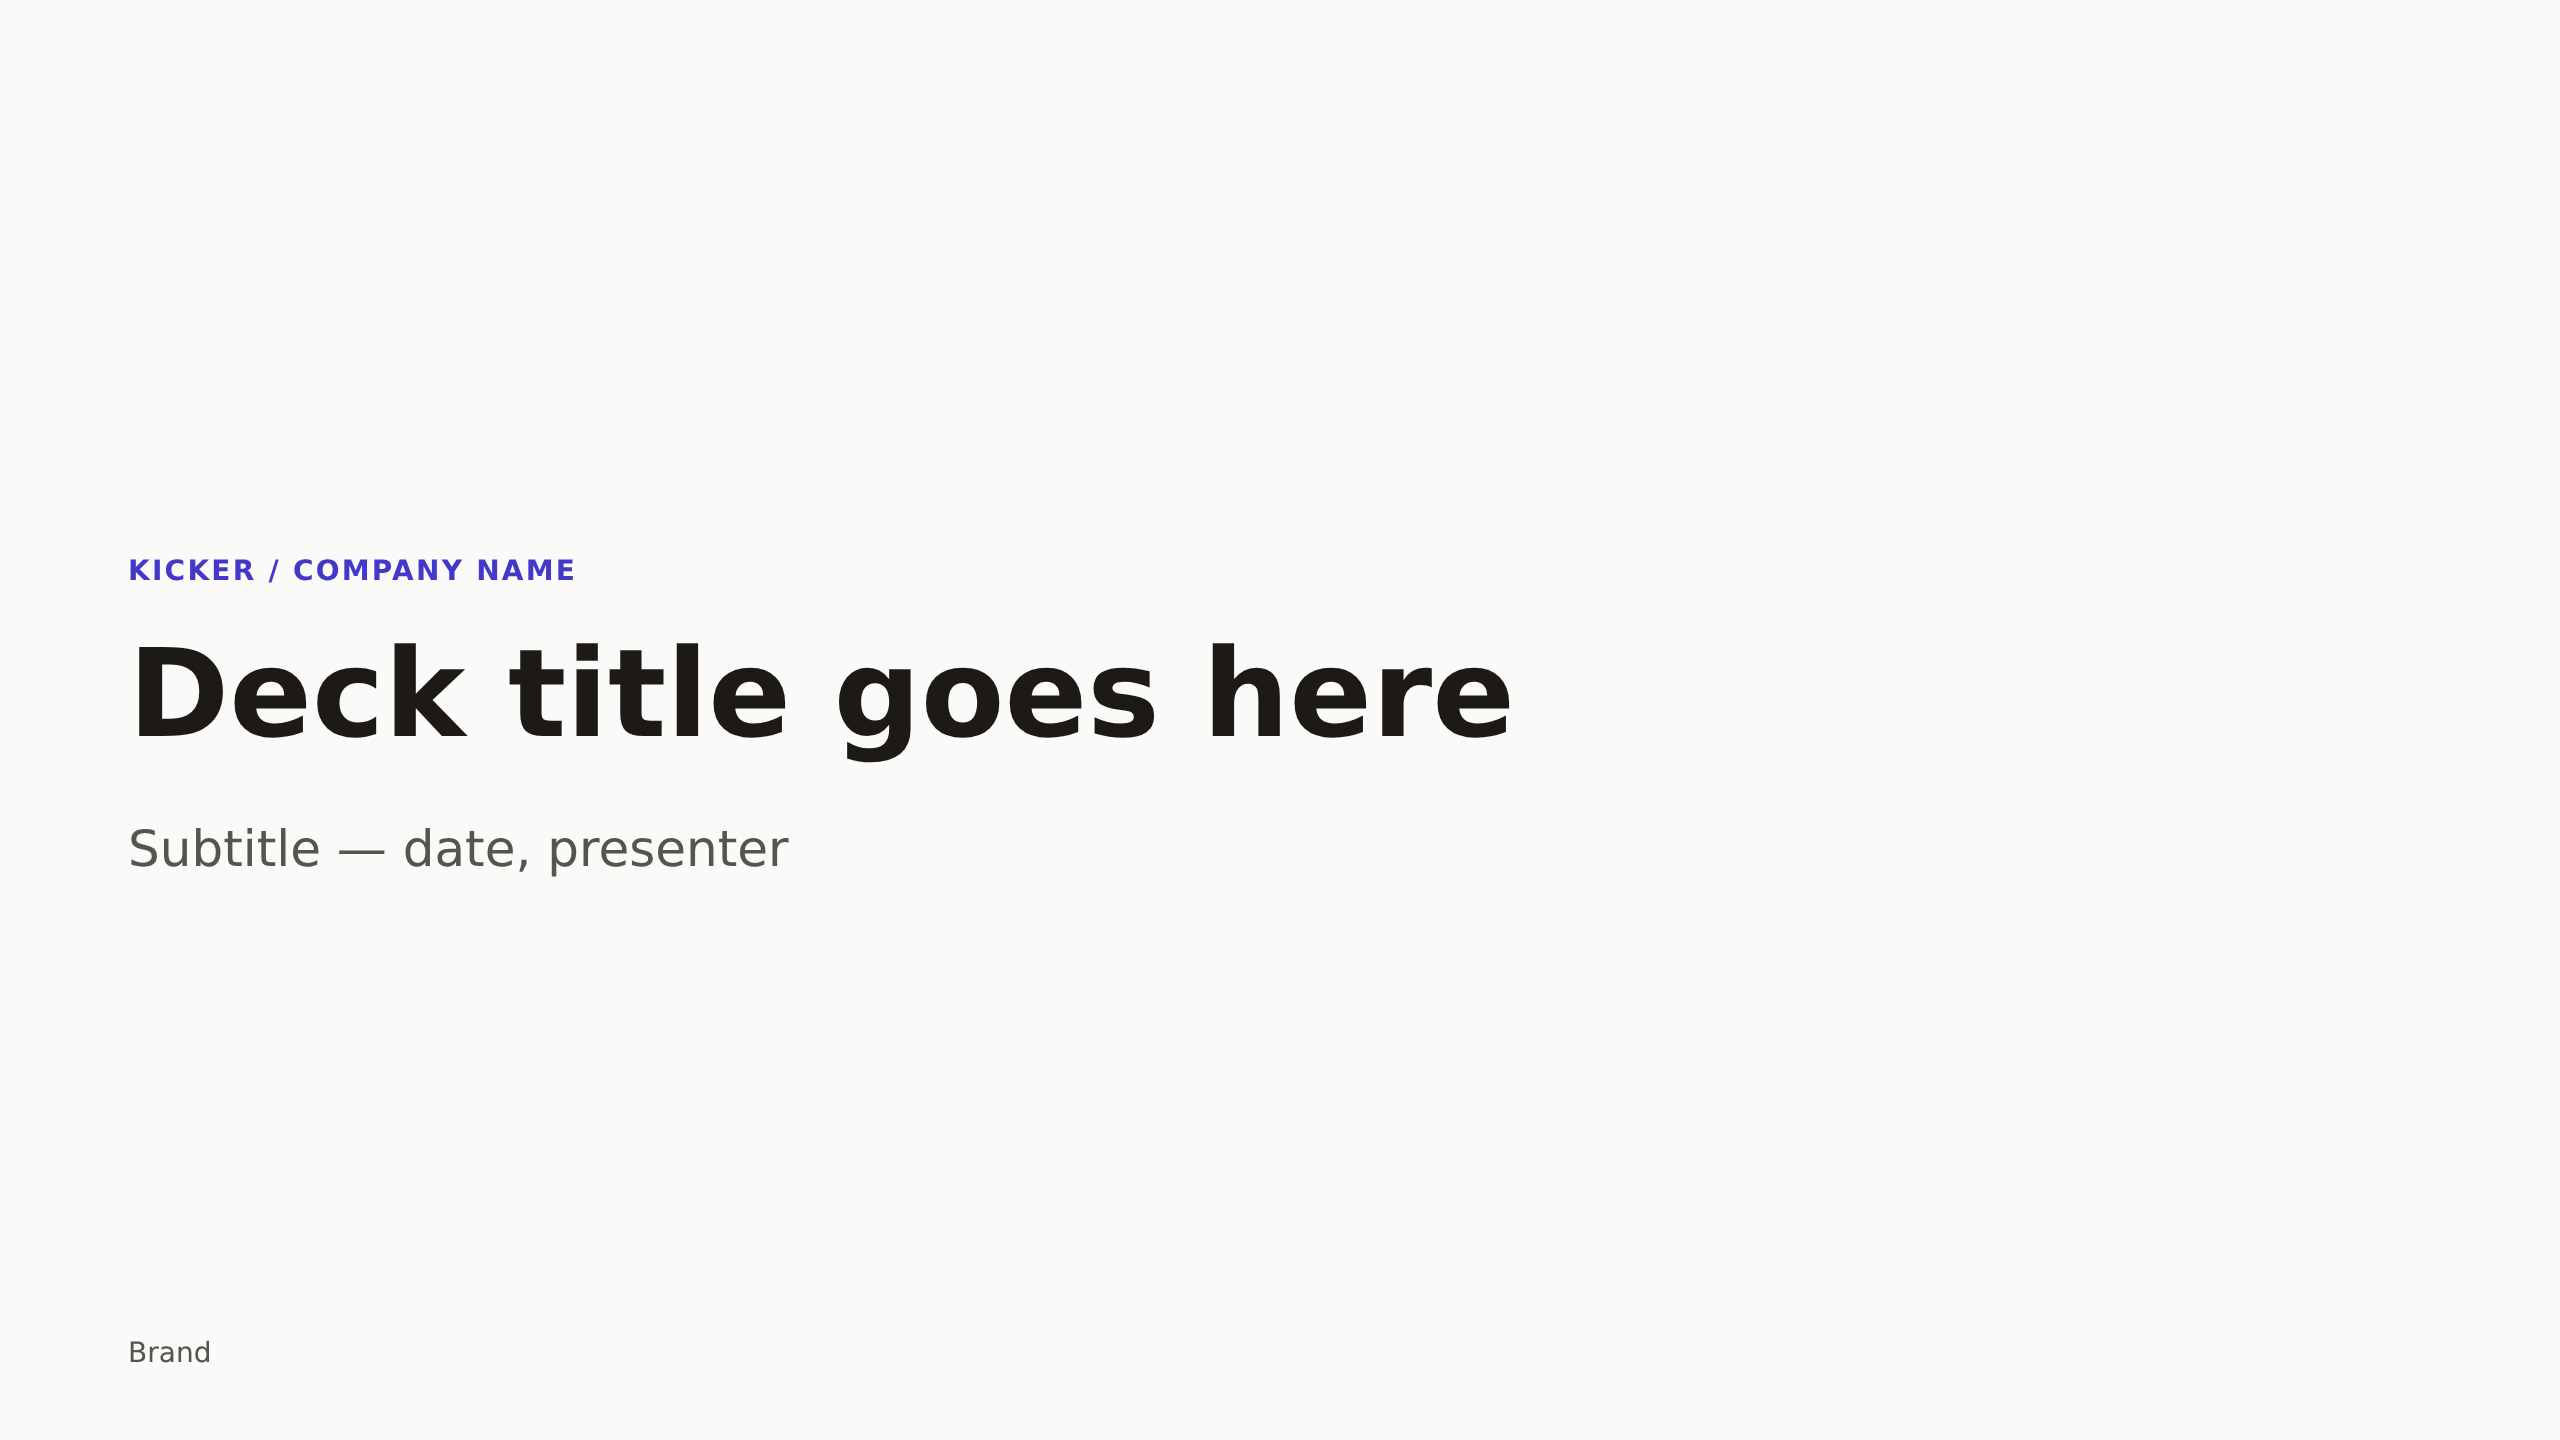 KICKER / COMPANY NAME
Deck title goes here
Subtitle — date, presenter
Brand